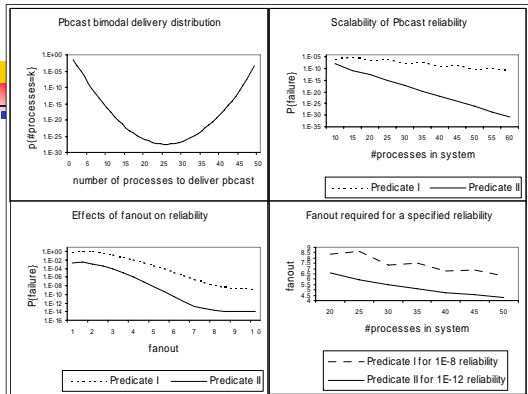 Pbcast bimodal delivery distribution
p{#processes=k}
1.E+00
1.E-05
1.E-10
1.E-15
1.E-20
1.E-25
1.E-30
0 5 10 15 20 25 30 35 40 45 50
number of processes to deliver pbcast
Scalability of Pbcast reliability
P{failure}
1.E-05
1.E-10
1.E-15
1.E-20
1.E-25
1.E-30
1.E-35
10 15 20 25 30 35 40 45 50 55 60
#processes in system
Predicate I Predicate II
Effects of fanout on reliability
P{failure}
1.E+00
1.E-02
1.E-04
1.E-06
1.E-08
1.E-10
1.E-12
1.E-14
1.E-16
1 2 3 4 5 6 7 8 9 10
fanout
Predicate I Predicate II
Fanout required for a specified reliability
fanout
9
8.5
8
7.5
7
6.5
6
5.5
5
4.5
4
20 25 30 35 40 45 50
#processes in system
Predicate I for 1E-8 reliability
Predicate II for 1E-12 reliability